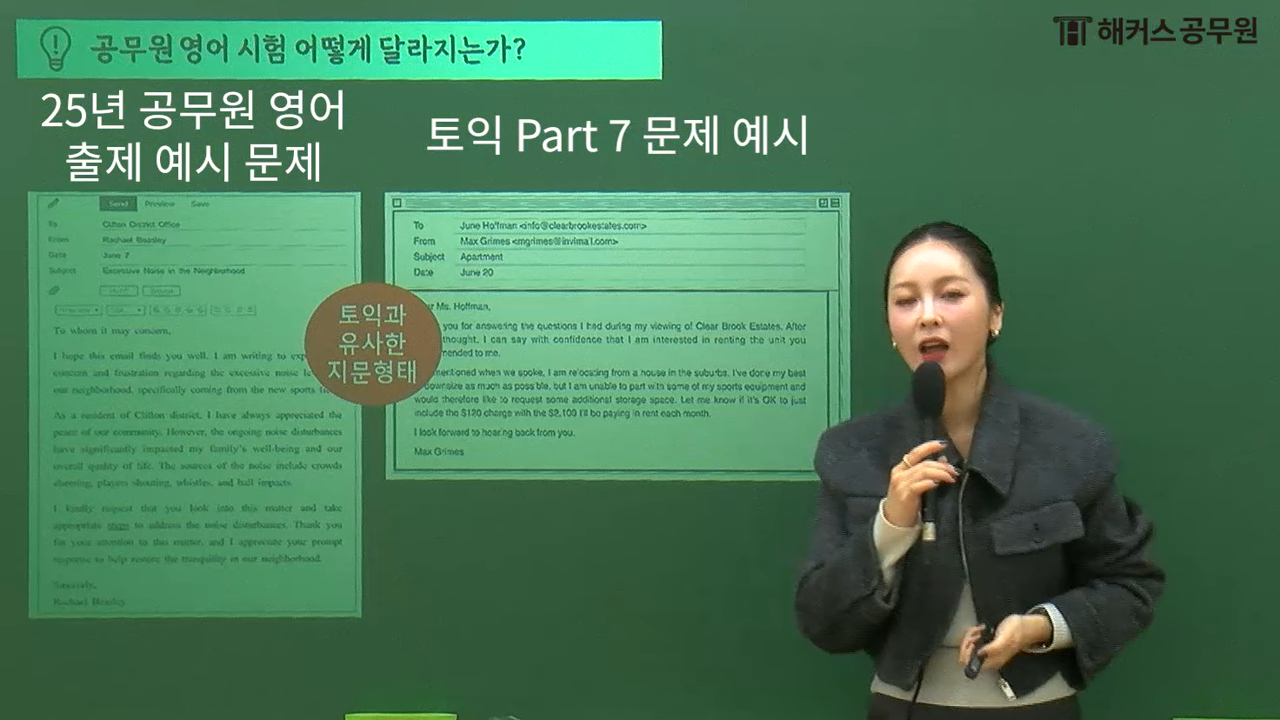 공무원 영어 시험 어떻게 달라지는가?
해커스공무원
25년 공무원 영어
출제 예시 문제
토익 Part 7 문제 예시
Send Preview Save
To Clifton District Office
From Rachael Beasley
Date June 7
Subject Excessive Noise in the Neighborhood
To whom it may concern,
I hope this email finds you well. I am writing to
concern and frustration regarding the excessive noise
our neighborhood, specifically coming from the new sports
As a resident of Clifton district, I have always appreciated the
peace of our community. However, the ongoing noise disturbances
have significantly impacted my family's well-being and our
overall quality of life. The sources of the noise include crowds
cheering, players shouting, whistles, and ball impacts.
I kindly request that you look into this matter and take
appropriate steps to address the noise disturbances. Thank you
for your attention to this matter, and I appreciate your prompt
response to help restore the tranquility in our neighborhood.
Sincerely,
Rachael Beasley
토익과
유사한
지문형태
To June Hoffman <info@clearbrookestates.com>
From Max Grimes <mgrimes@invimail.com>
Subject Apartment
Date June 20
Ms. Hoffman,
you for answering the questions I had during my viewing of Clear Brook Estates. After
thought, I can say with confidence that I am interested in renting the unit you
mended to me.
mentioned when we spoke, I am relocating from a house in the suburbs. I've done my best
downsize as much as possible, but I am unable to part with some of my sports equipment and
would therefore like to request some additional storage space. Let me know if it's OK to just
include the $120 charge with the $2,100 I'll be paying in rent each month.
I look forward to hearing back from you.
Max Grimes